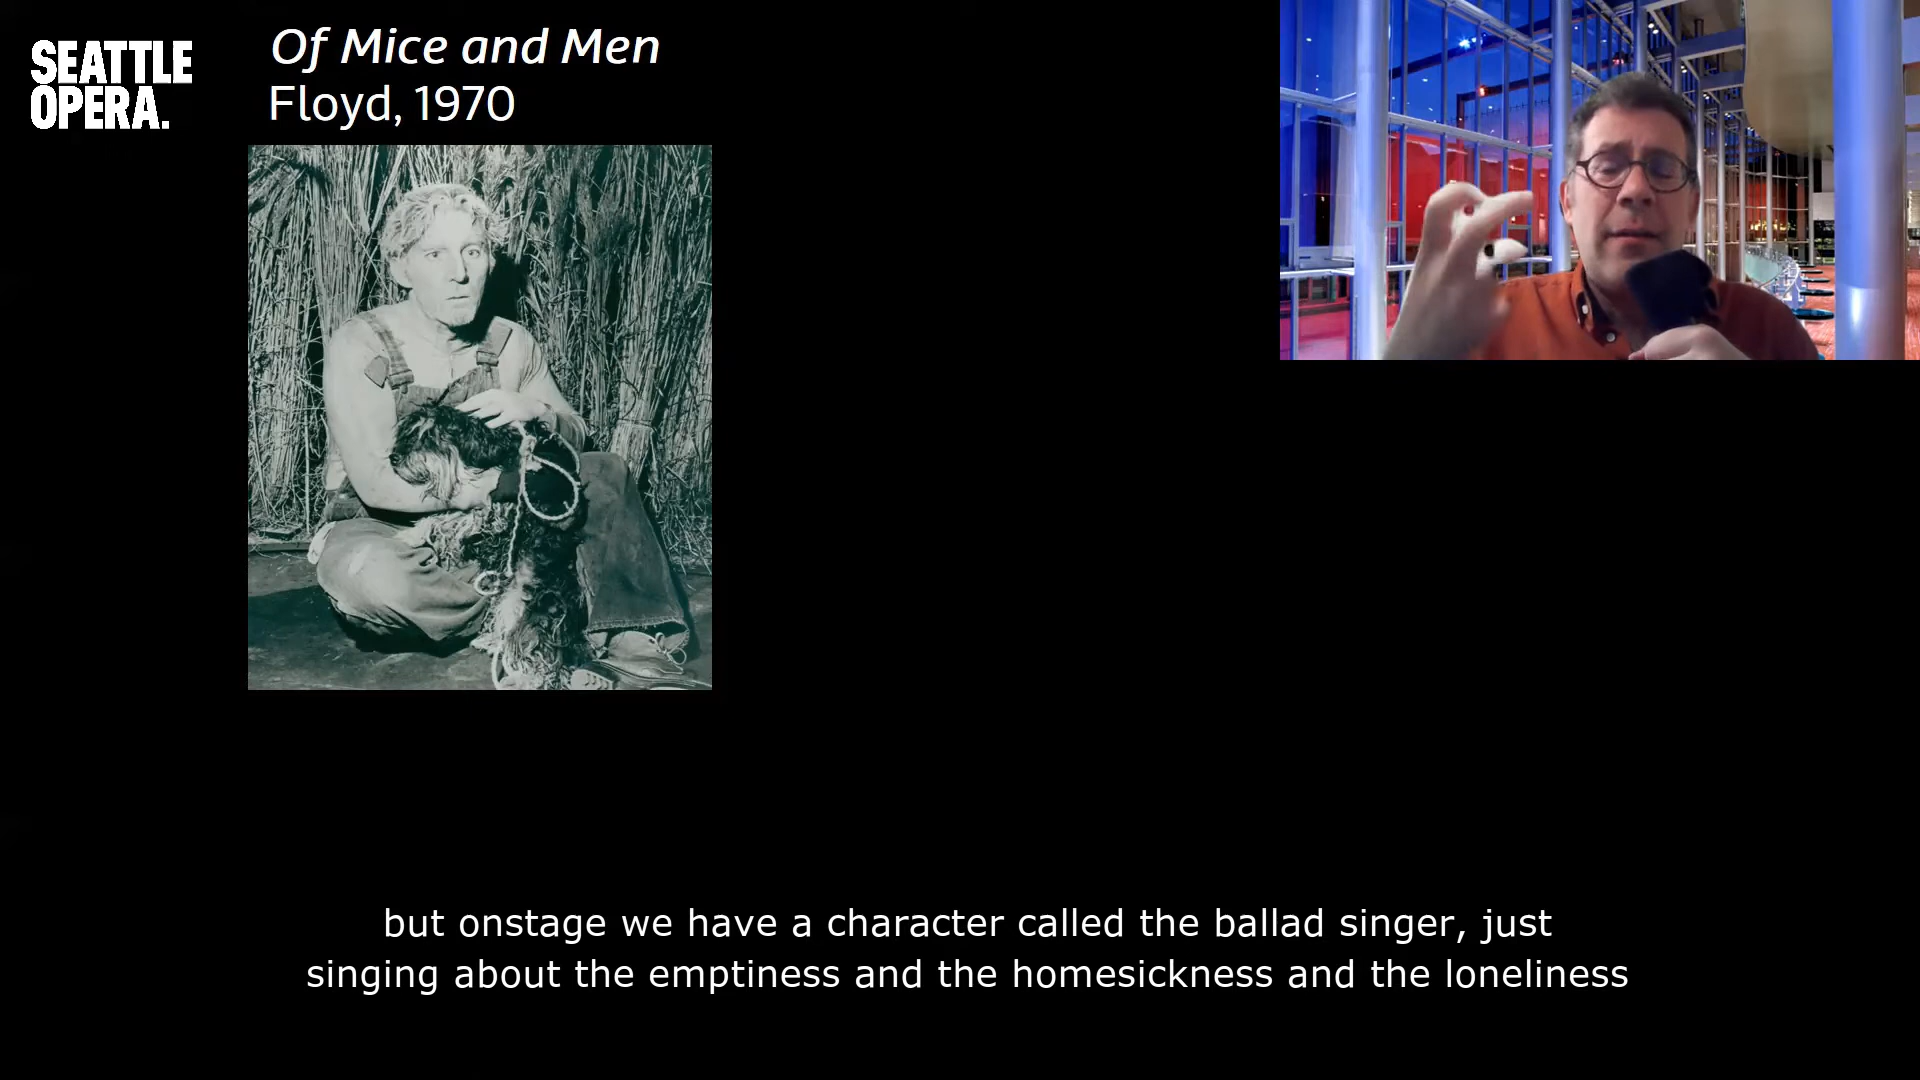 SEATTLE
OPERA.
Of Mice and Men
Floyd, 1970
but onstage we have a character called the ballad singer, just
singing about the emptiness and the homesickness and the loneliness